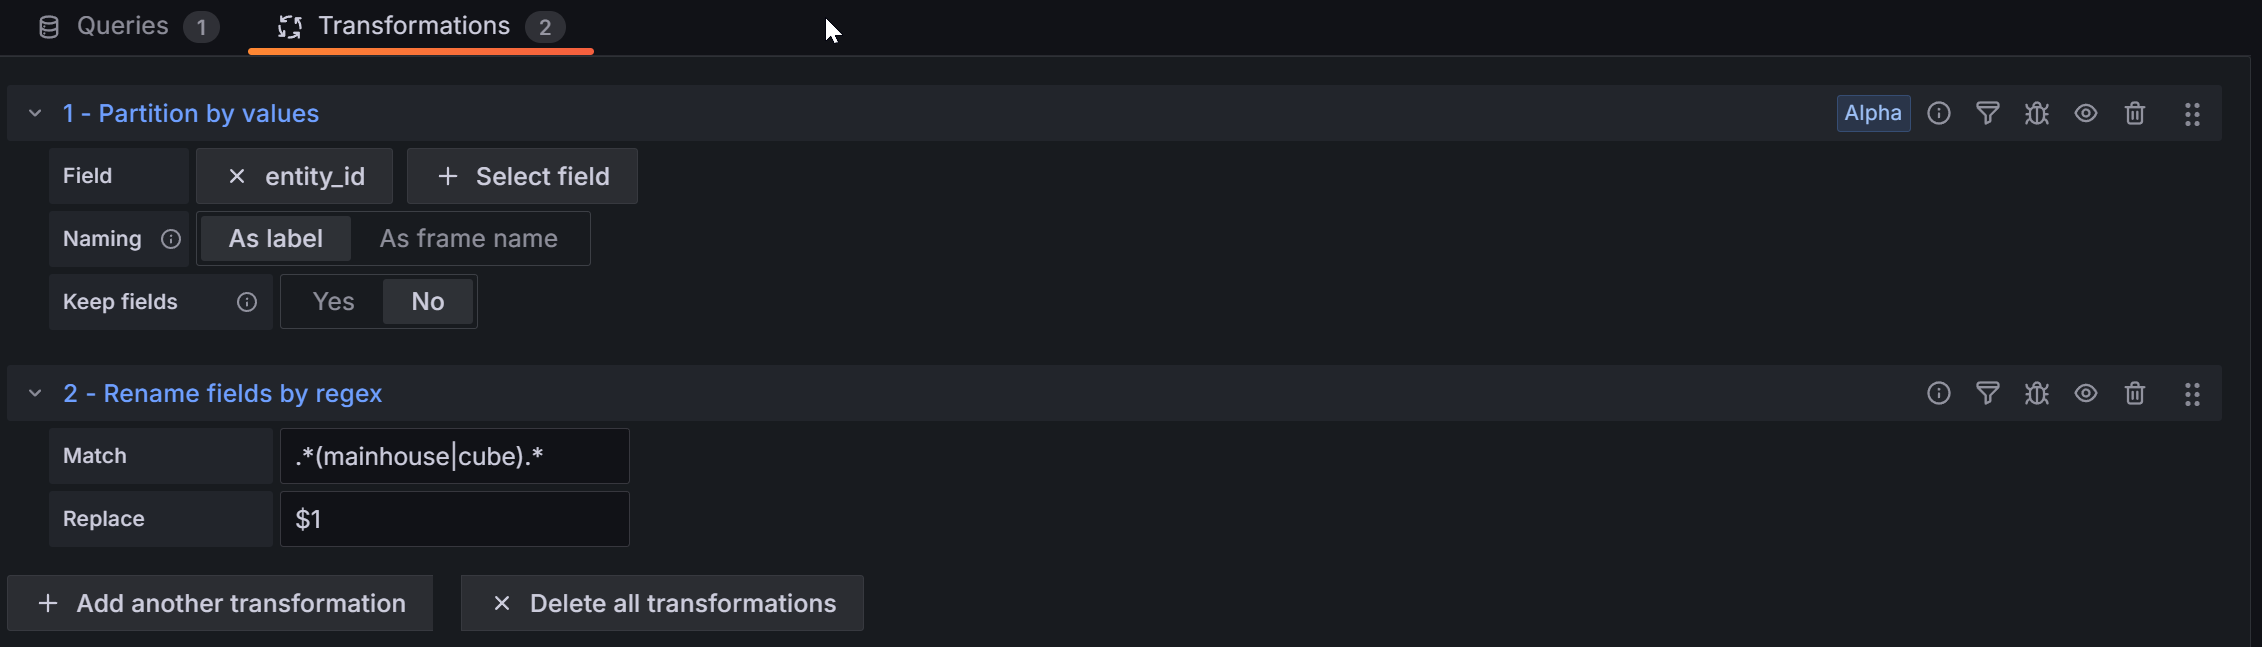 Queries 1 Transformations 2
1 - Partition by values Alpha
Field entity_id Select field
Naming As label As frame name
Keep fields Yes No
2 - Rename fields by regex
Match .*(mainhouse|cube).*
Replace $1
Add another transformation Delete all transformations